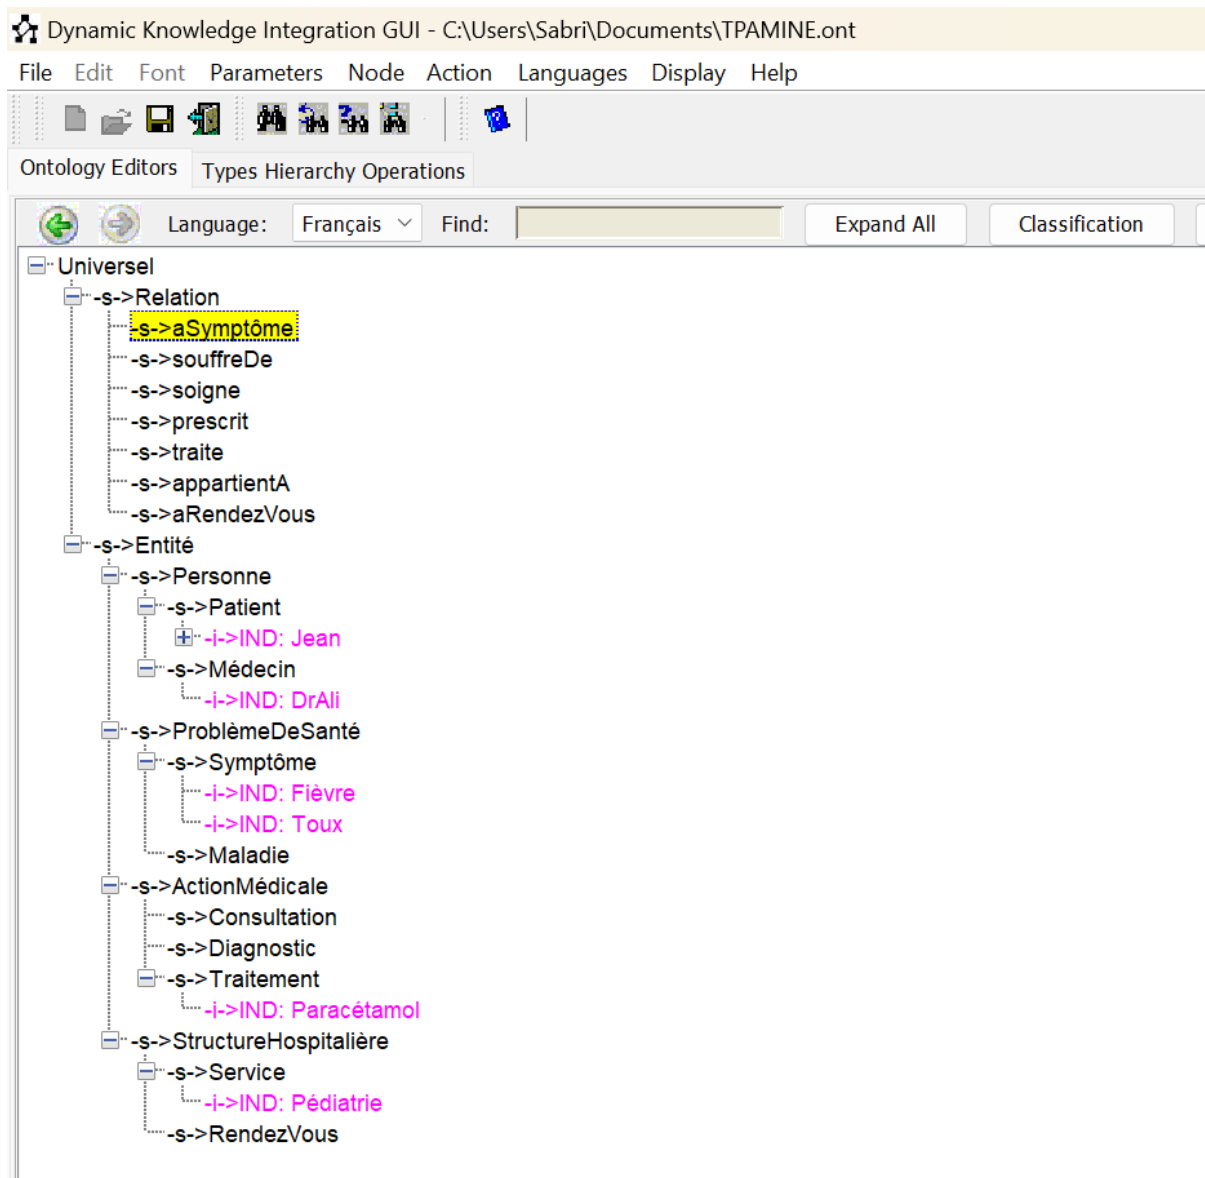 Dynamic Knowledge Integration GUI - C:\Users\Sabri\Documents\TPAMINE.ont
File Edit Font Parameters Node Action Languages Display Help
Ontology Editors Types Hierarchy Operations
Language: Français Find: Expand All Classification
Universel
-s->Relation
-s->aSymptôme
-s->souffreDe
-s->soigne
-s->prescrit
-s->traite
-s->appartientA
-s->aRendezVous
-s->Entité
-s->Personne
-s->Patient
-i->IND: Jean
-s->Médecin
-i->IND: DrAli
-s->ProblèmeDeSanté
-s->Symptôme
-i->IND: Fièvre
-i->IND: Toux
-s->Maladie
-s->ActionMédicale
-s->Consultation
-s->Diagnostic
-s->Traitement
-i->IND: Paracétamol
-s->StructureHospitalière
-s->Service
-i->IND: Pédiatrie
-s->RendezVous